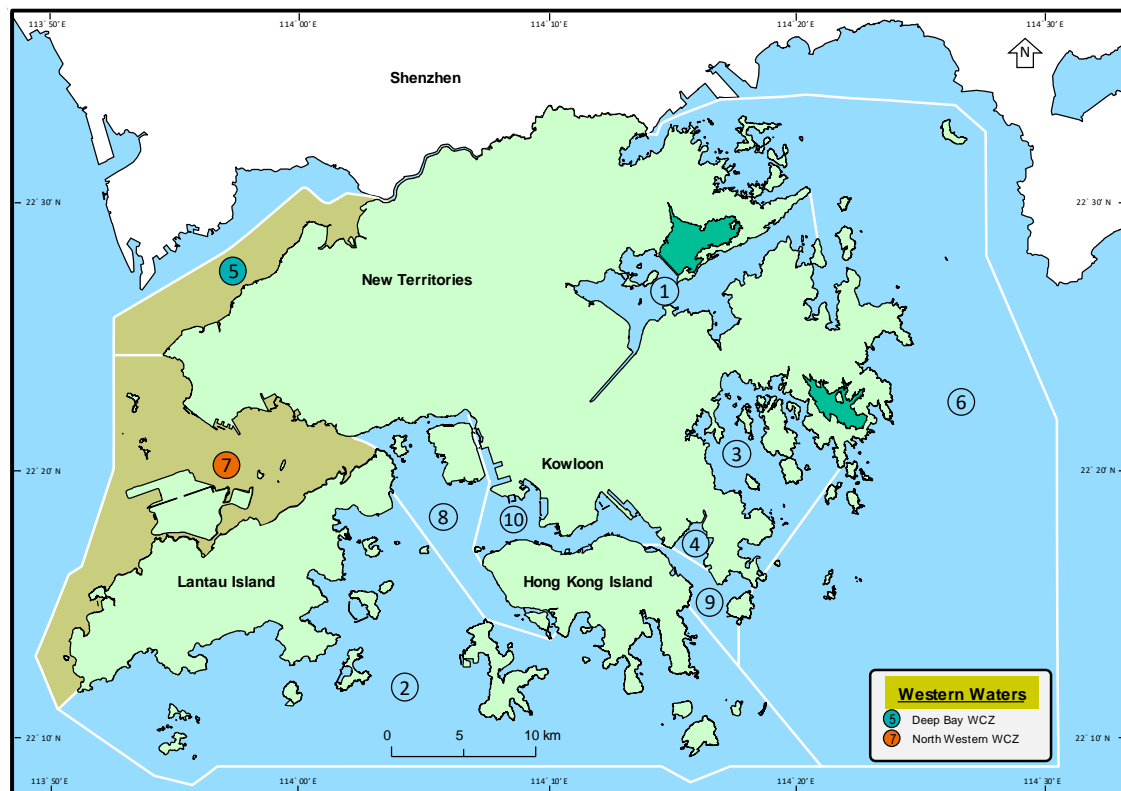 113° 50' E
114° 00' E
114° 10' E
114° 20' E
114° 30' E
N
Shenzhen
22° 30' N
22° 30' N
5
New Territories
1
6
3
7
Kowloon
22° 20' N
22° 20' N
8
10
4
Lantau Island
Hong Kong Island
9
2
Western Waters
5 Deep Bay WCZ
7 North Western WCZ
0 5 10 km
22° 10' N
22° 10' N
113° 50' E
114° 00' E
114° 10' E
114° 20' E
114° 30' E